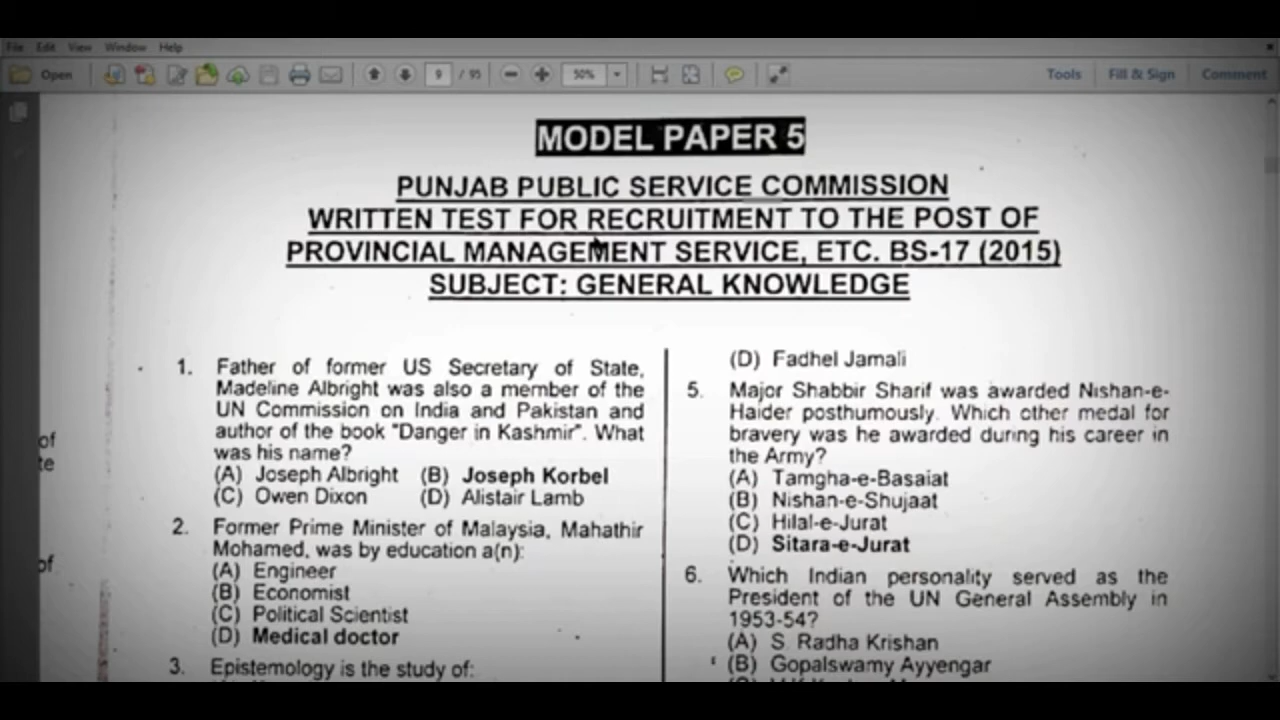 File Edit View Window Help
Open 9 / 95 50% Tools Fill & Sign Comment
MODEL PAPER 5
PUNJAB PUBLIC SERVICE COMMISSION
WRITTEN TEST FOR RECRUITMENT TO THE POST OF
PROVINCIAL MANAGEMENT SERVICE, ETC. BS-17 (2015)
SUBJECT: GENERAL KNOWLEDGE
of
te
of
1. Father of former US Secretary of State,
Madeline Albright was also a member of the
UN Commission on India and Pakistan and
author of the book "Danger in Kashmir". What
was his name?
(A) Joseph Albright (B) Joseph Korbel
(C) Owen Dixon (D) Alistair Lamb
2. Former Prime Minister of Malaysia, Mahathir
Mohamed, was by education a(n):
(A) Engineer
(B) Economist
(C) Political Scientist
(D) Medical doctor
3. Epistemology is the study of:
(D) Fadhel Jamali
5. Major Shabbir Sharif was awarded Nishan-e-
Haider posthumously. Which other medal for
bravery was he awarded during his career in
the Army?
(A) Tamgha-e-Basalat
(B) Nishan-e-Shujaat
(C) Hilal-e-Jurat
(D) Sitara-e-Jurat
6. Which Indian personality served as the
President of the UN General Assembly in
1953-54?
(A) S. Radha Krishan
(B) Gopalswamy Ayyengar